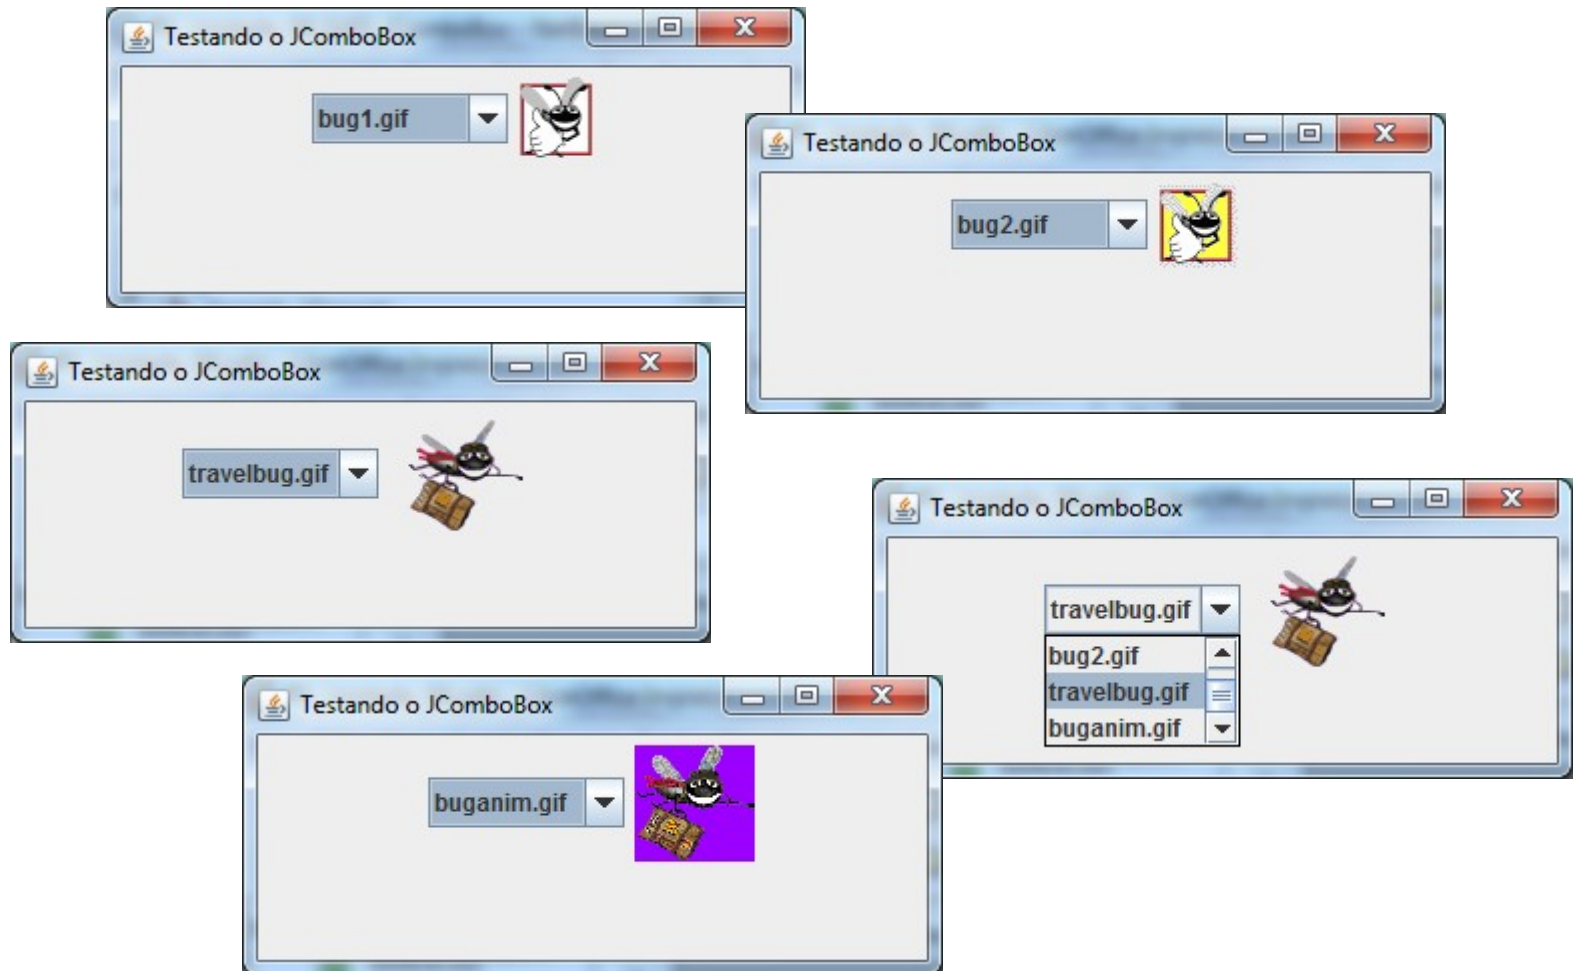 Testando o JComboBox
bug1.gif
Testando o JComboBox
bug2.gif
Testando o JComboBox
travelbug.gif
Testando o JComboBox
travelbug.gif
bug2.gif
travelbug.gif
buganim.gif
Testando o JComboBox
buganim.gif